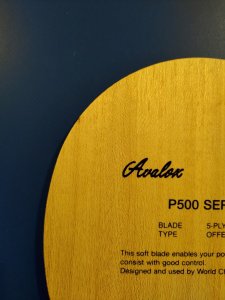 Avalox
P500 SER
BLADE 5-PLY
TYPE OFFE
This soft blade enables your po
consist with good control.
Designed and used by World Ch